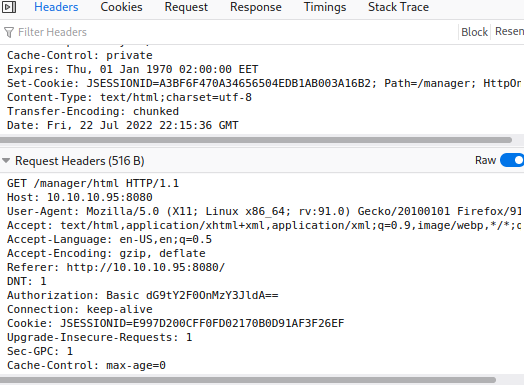 Headers Cookies Request Response Timings Stack Trace
Filter Headers Block Resen
Cache-Control: private
Expires: Thu, 01 Jan 1970 02:00:00 EET
Set-Cookie: JSESSIONID=A3BF6F470A34656504EDB1AB003A16B2; Path=/manager; HttpOn
Content-Type: text/html;charset=utf-8
Transfer-Encoding: chunked
Date: Fri, 22 Jul 2022 22:15:36 GMT
Request Headers (516 B) Raw
GET /manager/html HTTP/1.1
Host: 10.10.10.95:8080
User-Agent: Mozilla/5.0 (X11; Linux x86_64; rv:91.0) Gecko/20100101 Firefox/91
Accept: text/html,application/xhtml+xml,application/xml;q=0.9,image/webp,*/*;q
Accept-Language: en-US,en;q=0.5
Accept-Encoding: gzip, deflate
Referer: http://10.10.10.95:8080/
DNT: 1
Authorization: Basic dG9tY2F0OnMzY3JldA==
Connection: keep-alive
Cookie: JSESSIONID=E997D200CFF0FD02170B0D91AF3F26EF
Upgrade-Insecure-Requests: 1
Sec-GPC: 1
Cache-Control: max-age=0